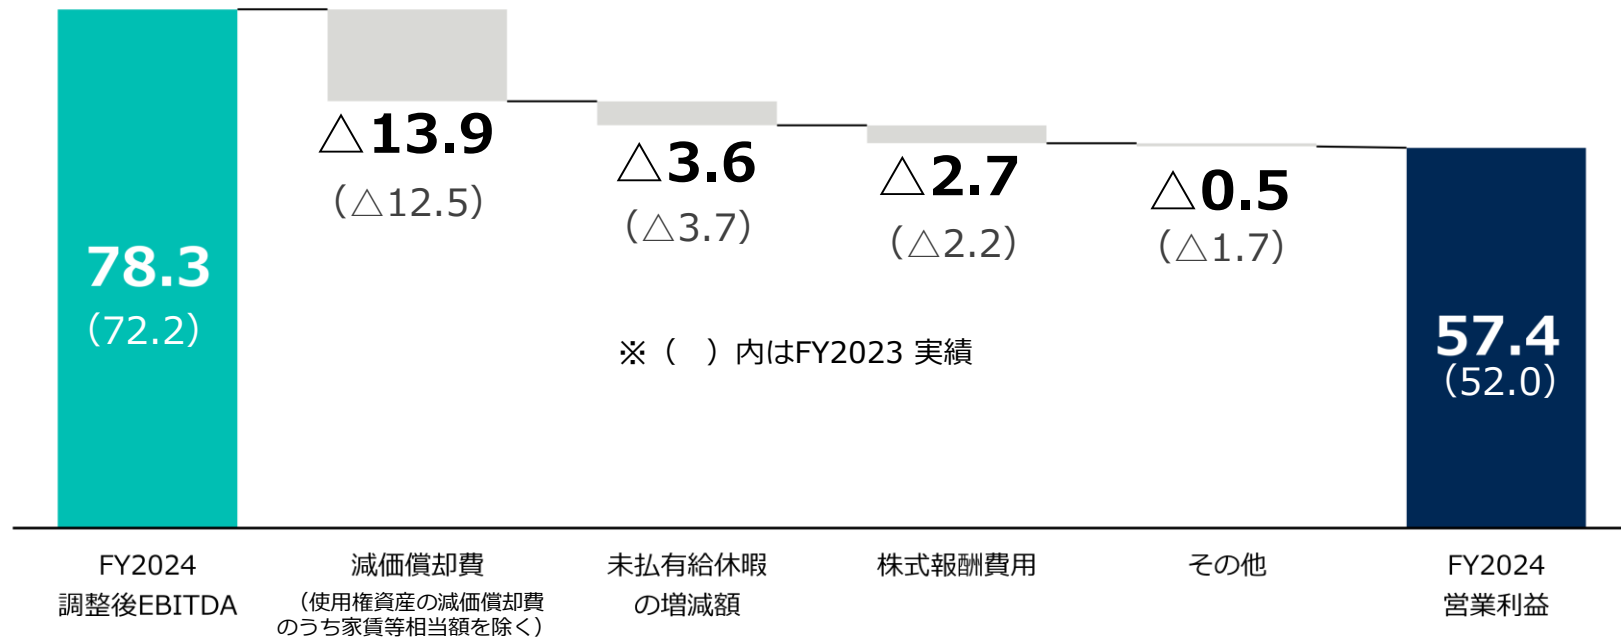 △13.9
（△12.5）
△3.6
（△3.7）
△2.7
（△2.2）
△0.5
（△1.7）
78.3
（72.2）
※（　）内はFY2023 実績
57.4
（52.0）
FY2024
調整後EBITDA
減価償却費
（使用権資産の減価償却費
のうち家賃等相当額を除く）
未払有給休暇
の増減額
株式報酬費用
その他
FY2024
営業利益